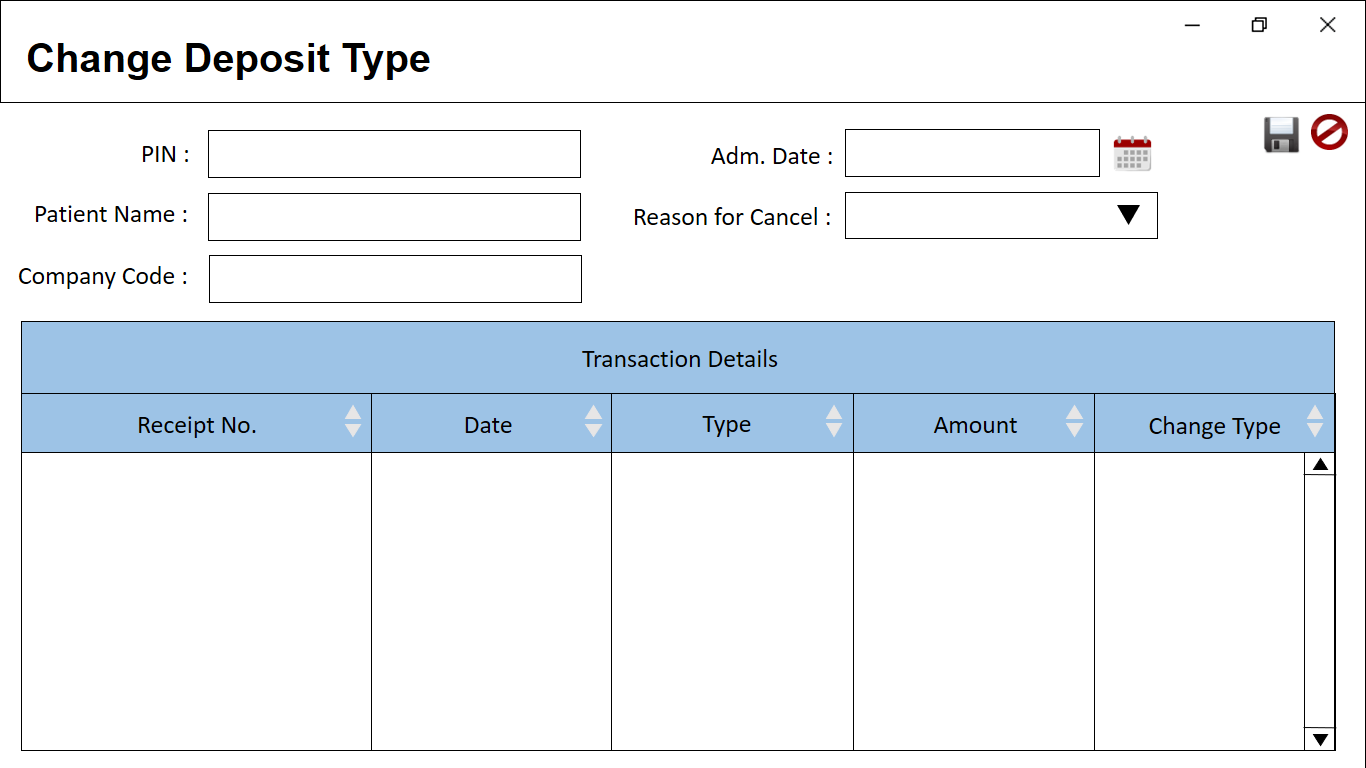 Change Deposit Type
PIN :
Adm. Date :
Patient Name :
Reason for Cancel :
Company Code :
Transaction Details
Receipt No.
Date
Type
Amount
Change Type